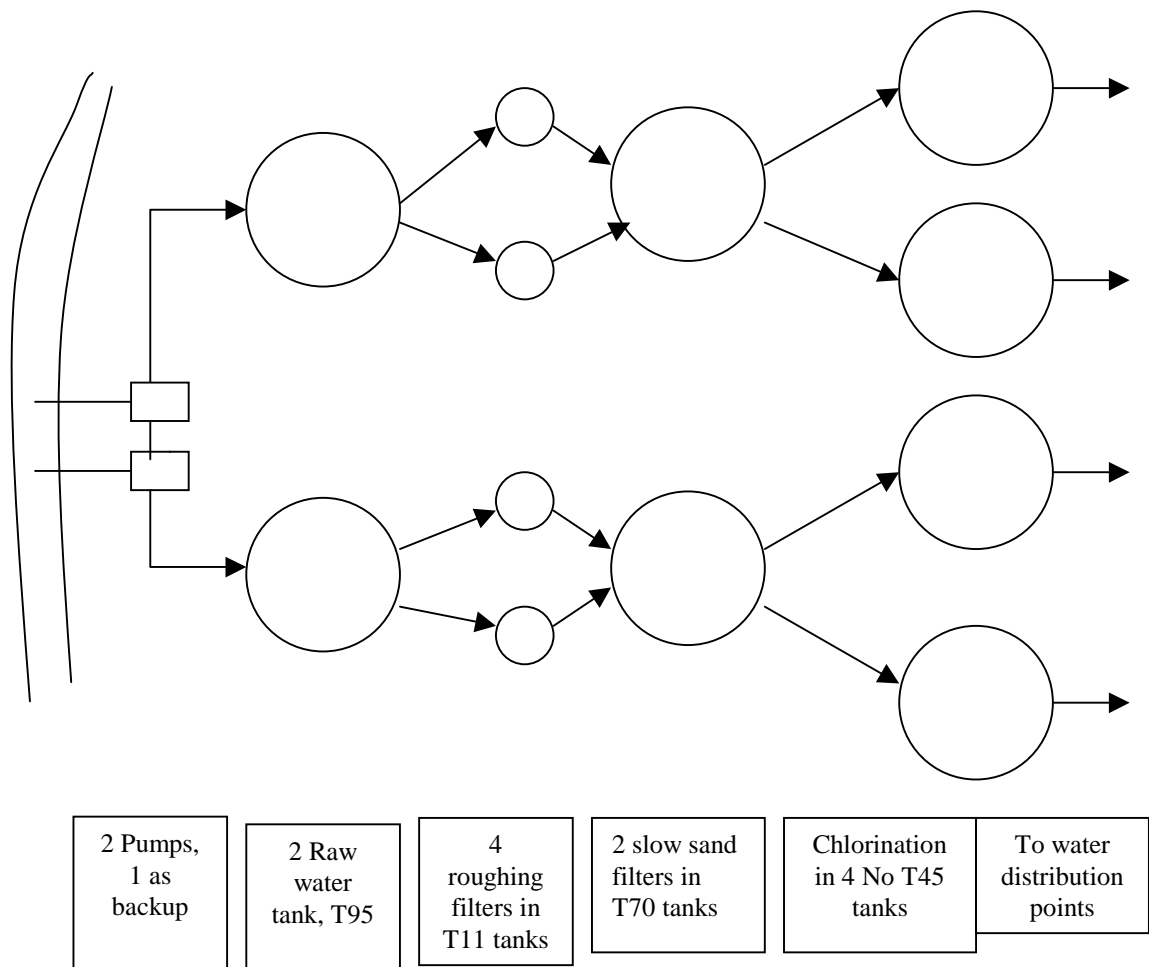 2 Pumps,
1 as
backup
2 Raw
water
tank, T95
4
roughing
filters in
T11 tanks
2 slow sand
filters in
T70 tanks
Chlorination
in 4 No T45
tanks
To water
distribution
points